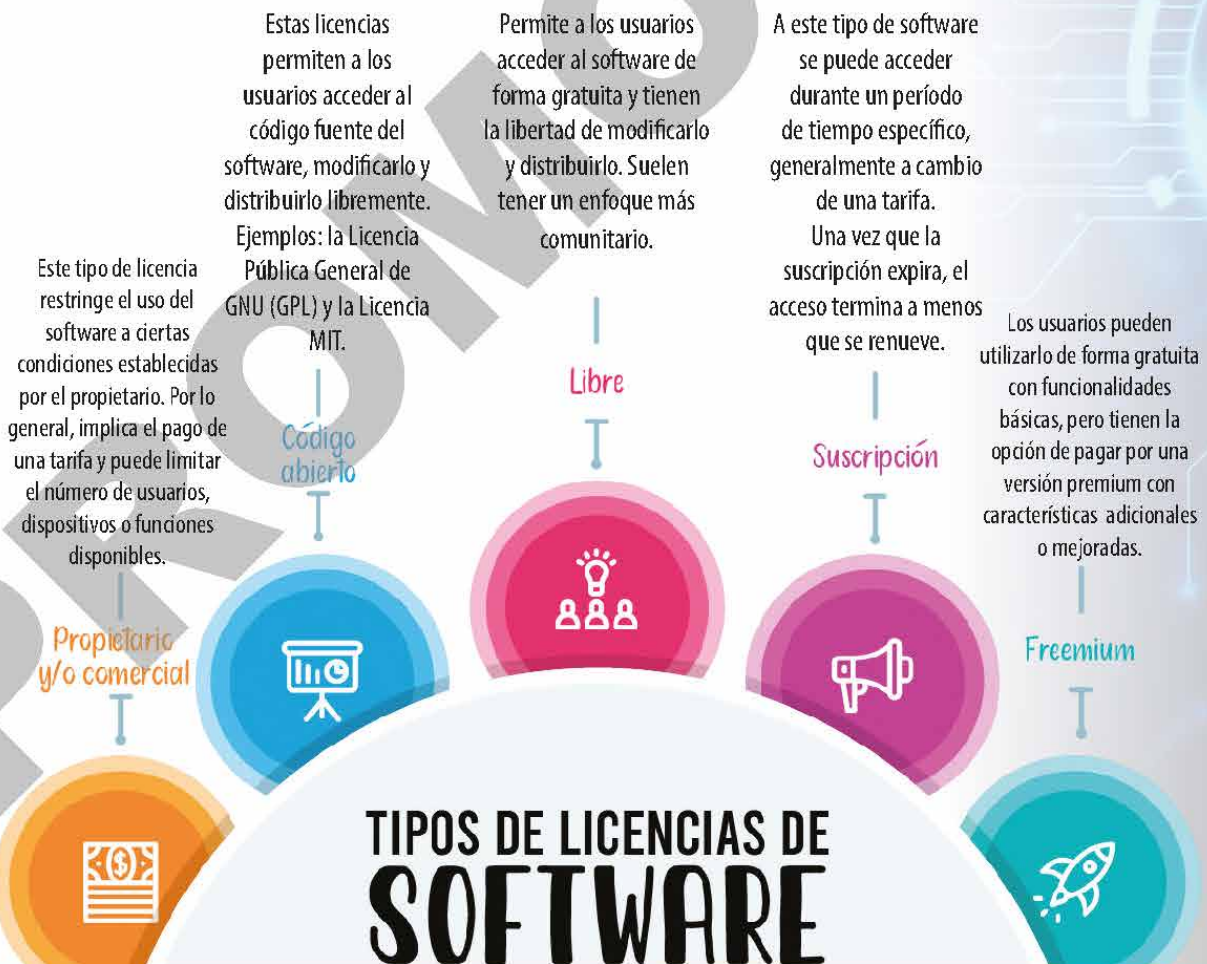 Este tipo de licencia
restringe el uso del
software a ciertas
condiciones establecidas
por el propietario. Por lo
general, implica el pago de
una tarifa y puede limitar
el número de usuarios,
dispositivos o funciones
disponibles.
Propietario
y/o comercial
Estas licencias
permiten a los
usuarios acceder al
código fuente del
software, modificarlo y
distribuirlo libremente.
Ejemplos: la Licencia
Pública General de
GNU (GPL) y la Licencia
MIT.
Código
abierto
Permite a los usuarios
acceder al software de
forma gratuita y tienen
la libertad de modificarlo
y distribuirlo. Suelen
tener un enfoque más
comunitario.
Libre
A este tipo de software
se puede acceder
durante un período
de tiempo específico,
generalmente a cambio
de una tarifa.
Una vez que la
suscripción expira, el
acceso termina a menos
que se renueve.
Suscripción
Los usuarios pueden
utilizarlo de forma gratuita
con funcionalidades
básicas, pero tienen la
opción de pagar por una
versión premium con
características adicionales
o mejoradas.
Freemium
TIPOS DE LICENCIAS DE
SOFTWARE
PROMO